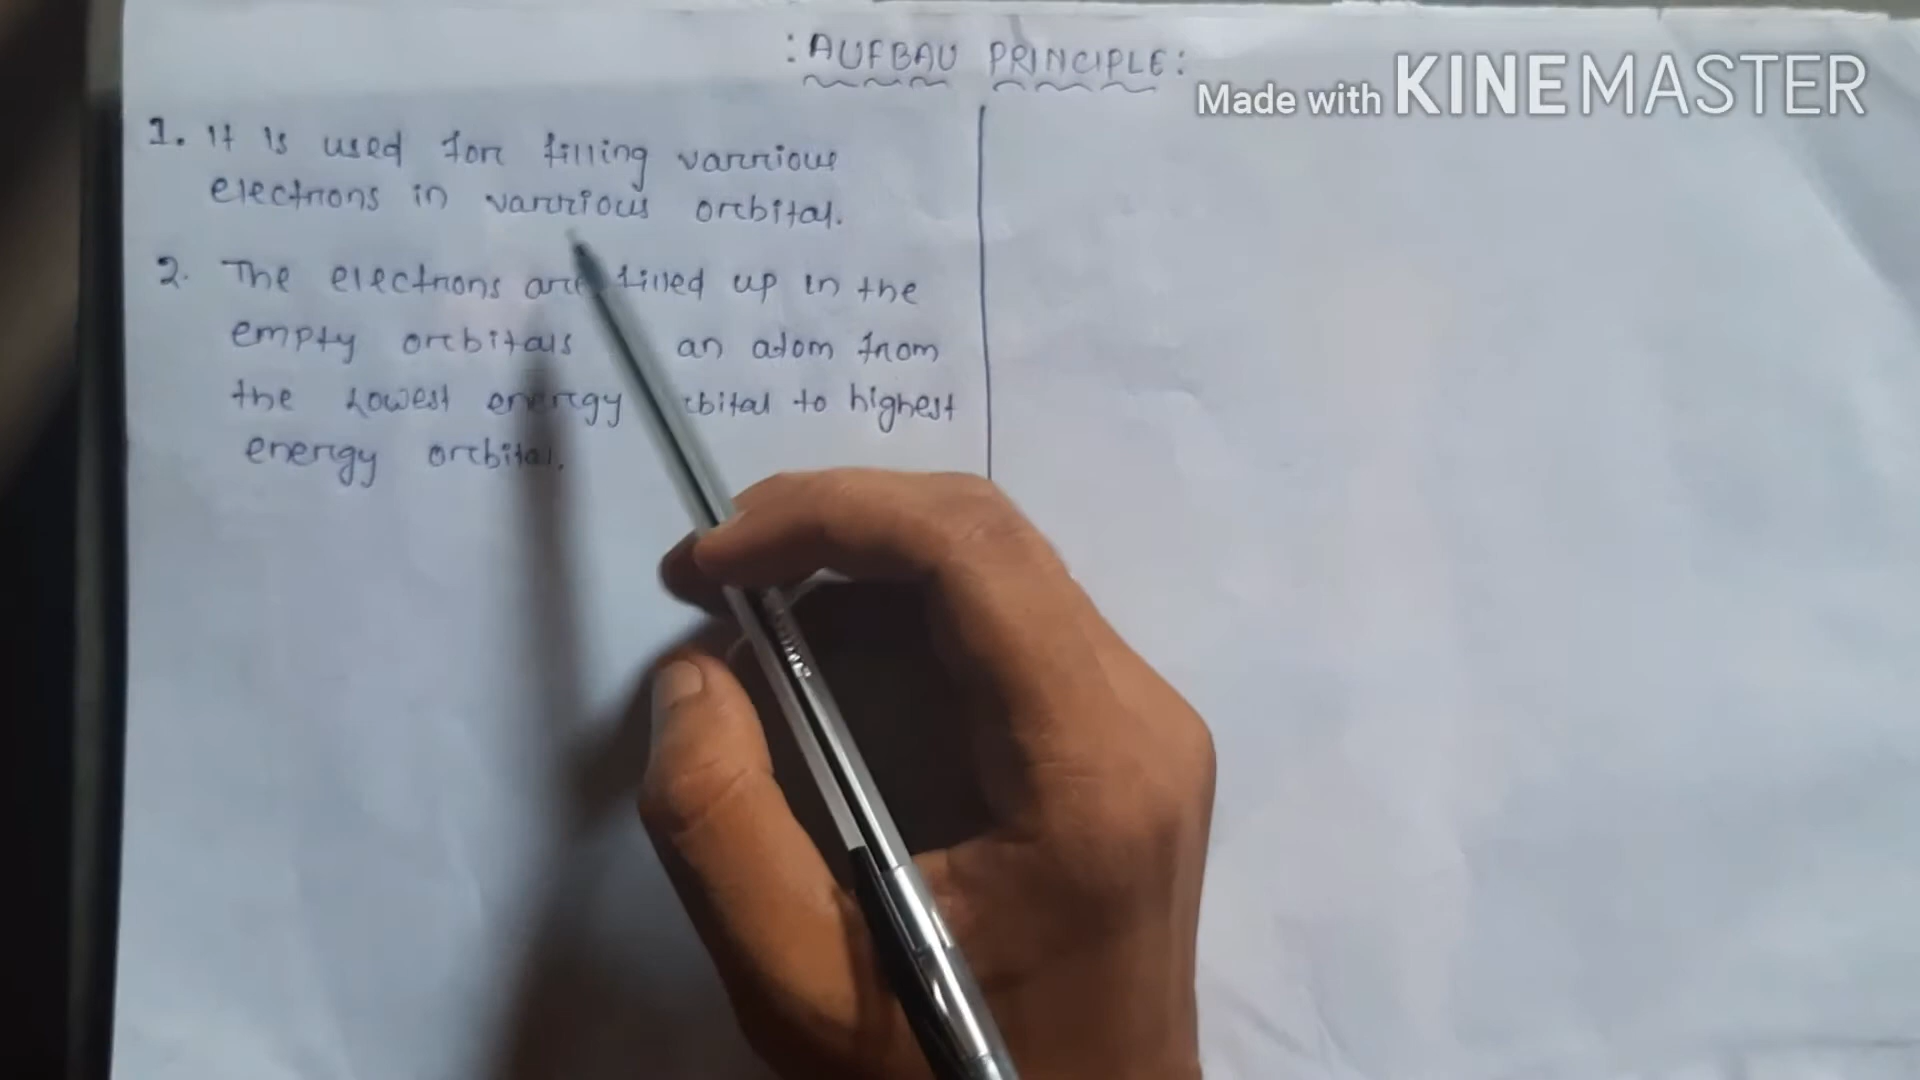 : AUFBAU PRINCIPLE :
Made with KINEMASTER
1. It is used for filling varrious
electrons in varrious orbital.
2. The electrons are filled up in the
empty orbitals an atom from
the Lowest energy to highest
energy orbital.